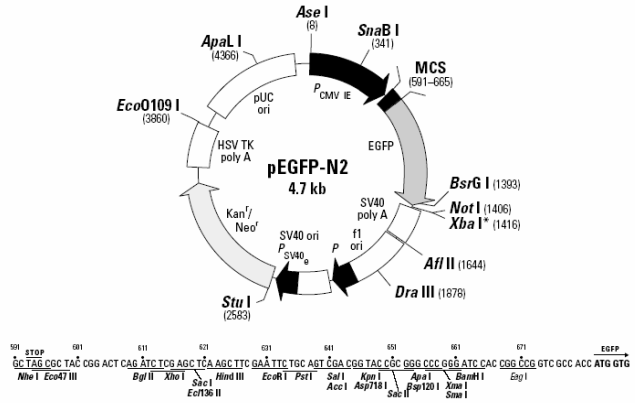 Ase I
(8)
SnaB I
(341)
ApaL I
(4366)
MCS
(591–665)
P CMV IE
pUC
ori
EcoO109 I
(3860)
HSV TK
poly A
EGFP
pEGFP-N2
4.7 kb
BsrG I (1393)
Not I (1406)
Xba I* (1416)
SV40
poly A
Kanr/
Neor
SV40 ori
P SV40e
P
f1
ori
Afl II (1644)
Dra III (1878)
Stu I
(2583)
591 601 611 621 631 641 651 661 671
STOP EGFP
GC TAG CGC TAC CGG ACT CAG ATC TCG AGC TCA AGC TTC GAA TTC TGC AGT CGA CGG TAC CGC GGG CCC GGG ATC CAC CGG CCG GTC GCC ACC ATG GTG
Nhe I Eco47 III Bgl II Xho I Sac I Hind III EcoR I Pst I Sal I Kpn I Apa I BamH I Eag I
Ecl136 II Acc I Asp718 I Sac II Bsp120 I Xma I
Sma I